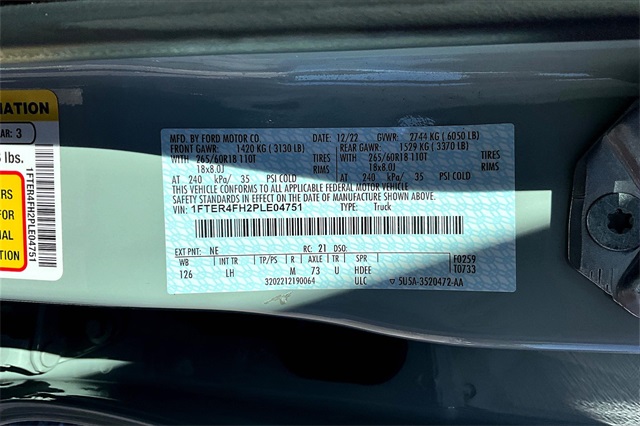 MATION
AR: 3
lbs.
ERS
FOR
D
1FTER4FH2PLE04751
MFD. BY FORD MOTOR CO. DATE: 12/22 GVWR: 2744 KG ( 6050 LB)
FRONT GAWR: 1420 KG ( 3130 LB) REAR GAWR: 1529 KG ( 3370 LB)
WITH 265/60R18 110T TIRES WITH 265/60R18 110T TIRES
18x8.0J RIMS 18x8.0J RIMS
AT 240 kPa/ 35 PSI COLD AT 240 kPa/ 35 PSI COLD
THIS VEHICLE CONFORMS TO ALL APPLICABLE FEDERAL MOTOR VEHICLE
SAFETY STANDARDS IN EFFECT ON THE DATE OF MANUFACTURE SHOWN ABOVE.
VIN: 1FTER4FH2PLE04751 TYPE: Truck
EXT PNT: NE RC: 21 DSO:
WB INT TR TP/PS R AXLE TR SPR F0259
126 LH M 73 U HDEE T0733
3202212190064 ULC 5U5A-3520472-AA